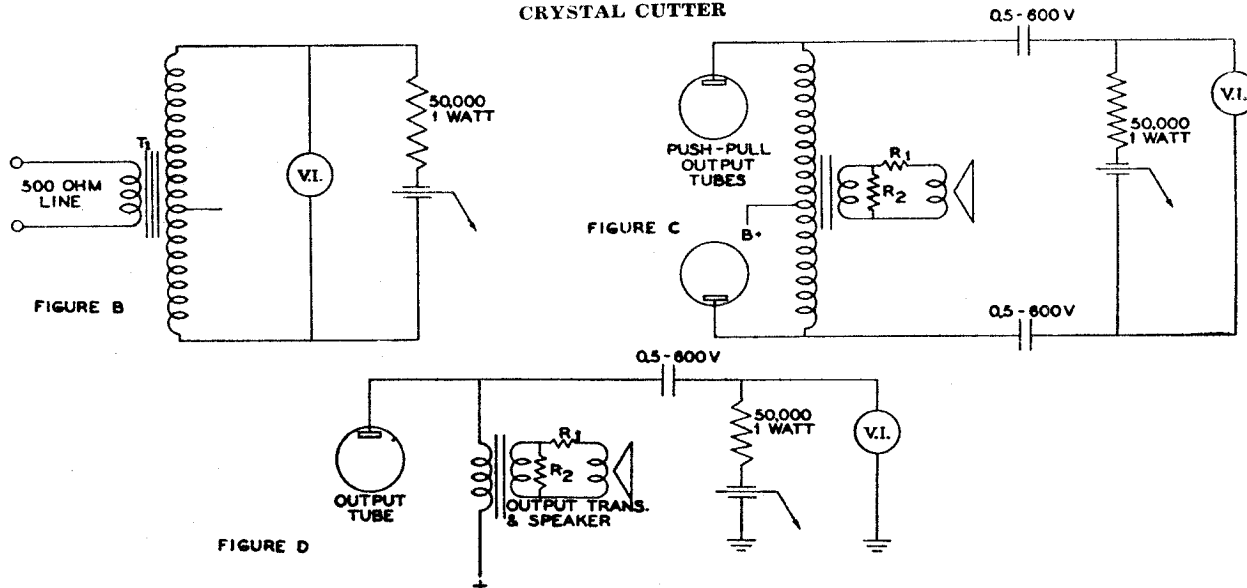 CRYSTAL CUTTER
T1
500 OHM
LINE
V.I.
50,000
1 WATT
FIGURE B
0.5-600 V
PUSH-PULL
OUTPUT
TUBES
R1
R2
B+
50,000
1 WATT
V.I.
FIGURE C
0.5-600 V
0.5-600 V
OUTPUT
TUBE
R1
R2
OUTPUT TRANS.
& SPEAKER
+
50,000
1 WATT
V.I.
FIGURE D